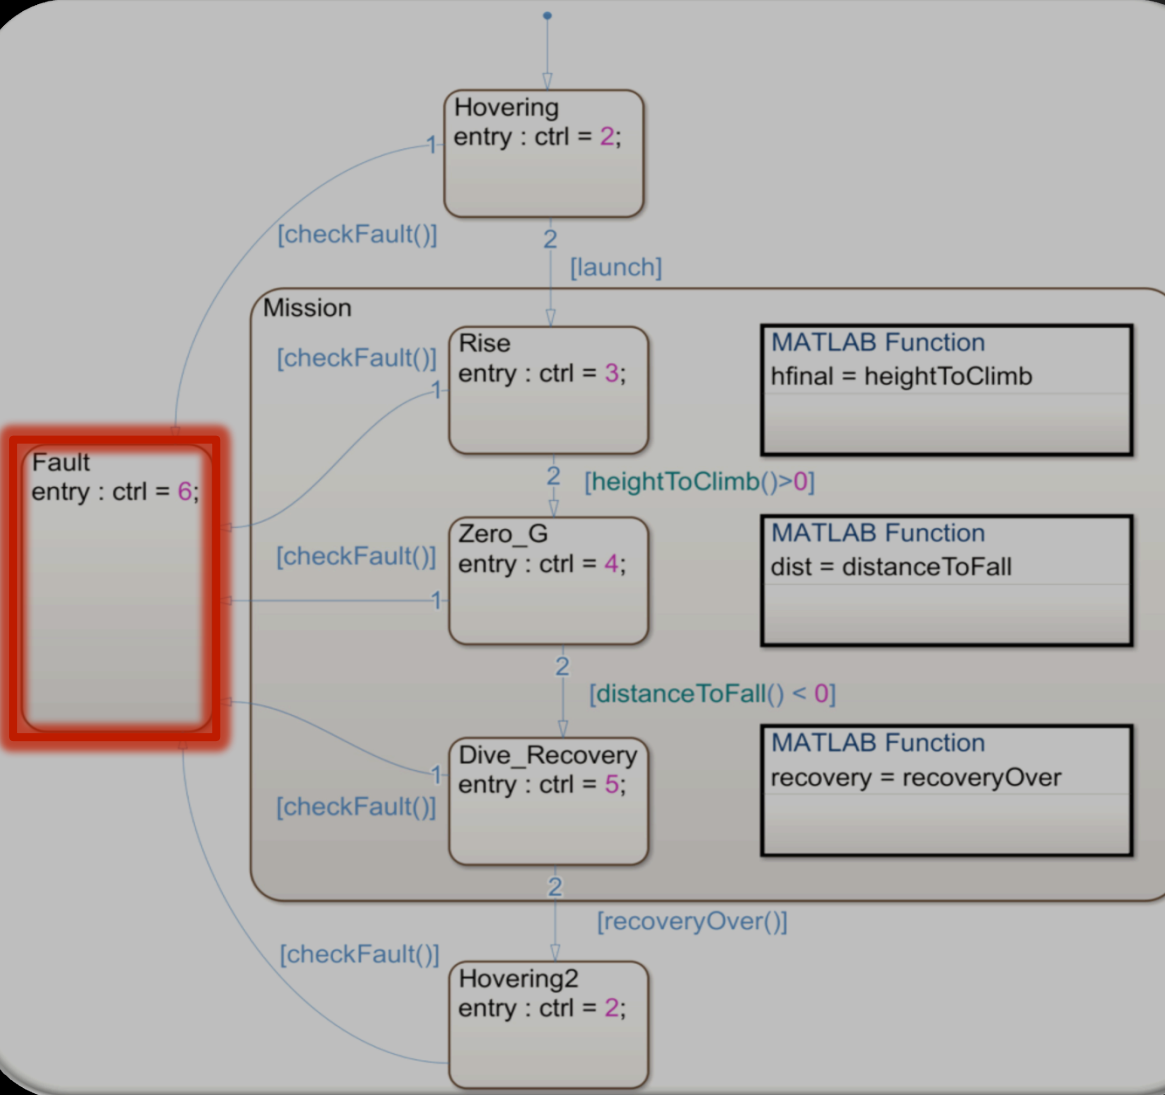 Hovering
entry : ctrl = 2;
1
[checkFault()]
2
[launch]
Mission
Rise
entry : ctrl = 3;
[checkFault()]
1
MATLAB Function
hfinal = heightToClimb
2
[heightToClimb()>0]
Fault
entry : ctrl = 6;
Zero_G
entry : ctrl = 4;
[checkFault()]
1
MATLAB Function
dist = distanceToFall
2
[distanceToFall() < 0]
Dive_Recovery
entry : ctrl = 5;
1
[checkFault()]
MATLAB Function
recovery = recoveryOver
2
[recoveryOver()]
[checkFault()]
Hovering2
entry : ctrl = 2;